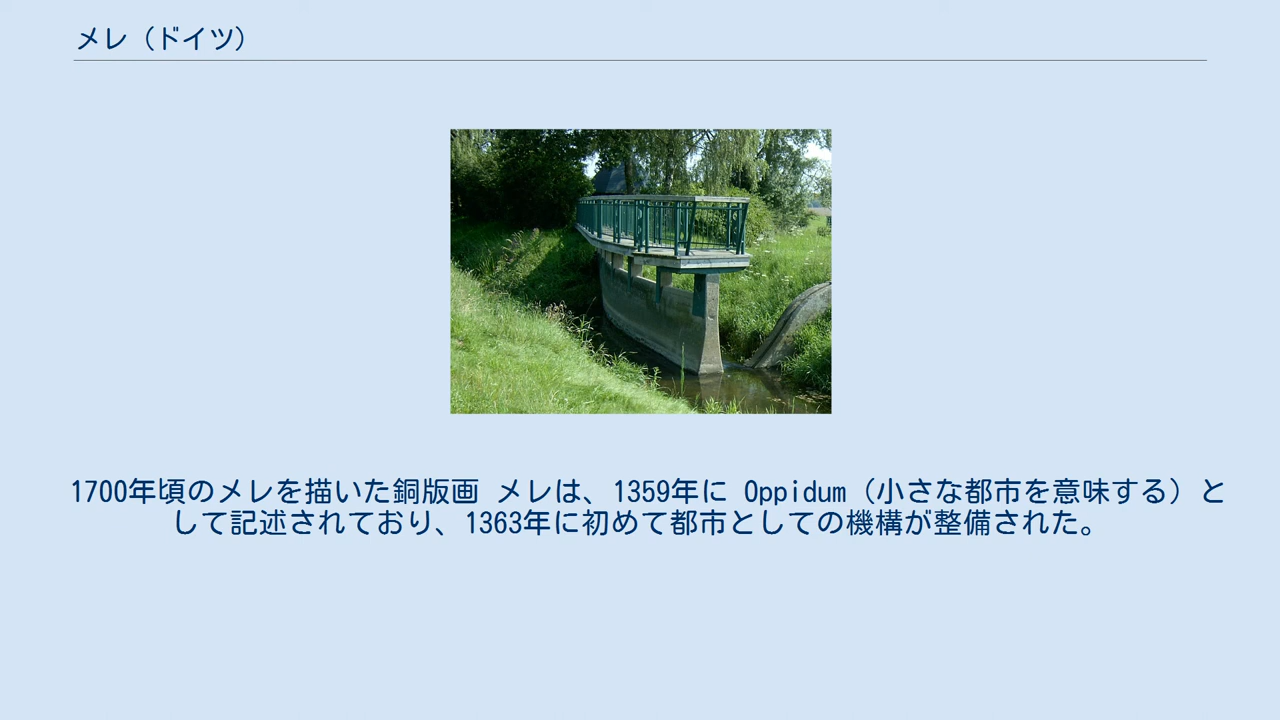 メレ（ドイツ）
1700年頃のメレを描いた銅版画 メレは、1359年に Oppidum（小さな都市を意味する）と
して記述されており、1363年に初めて都市としての機構が整備された。